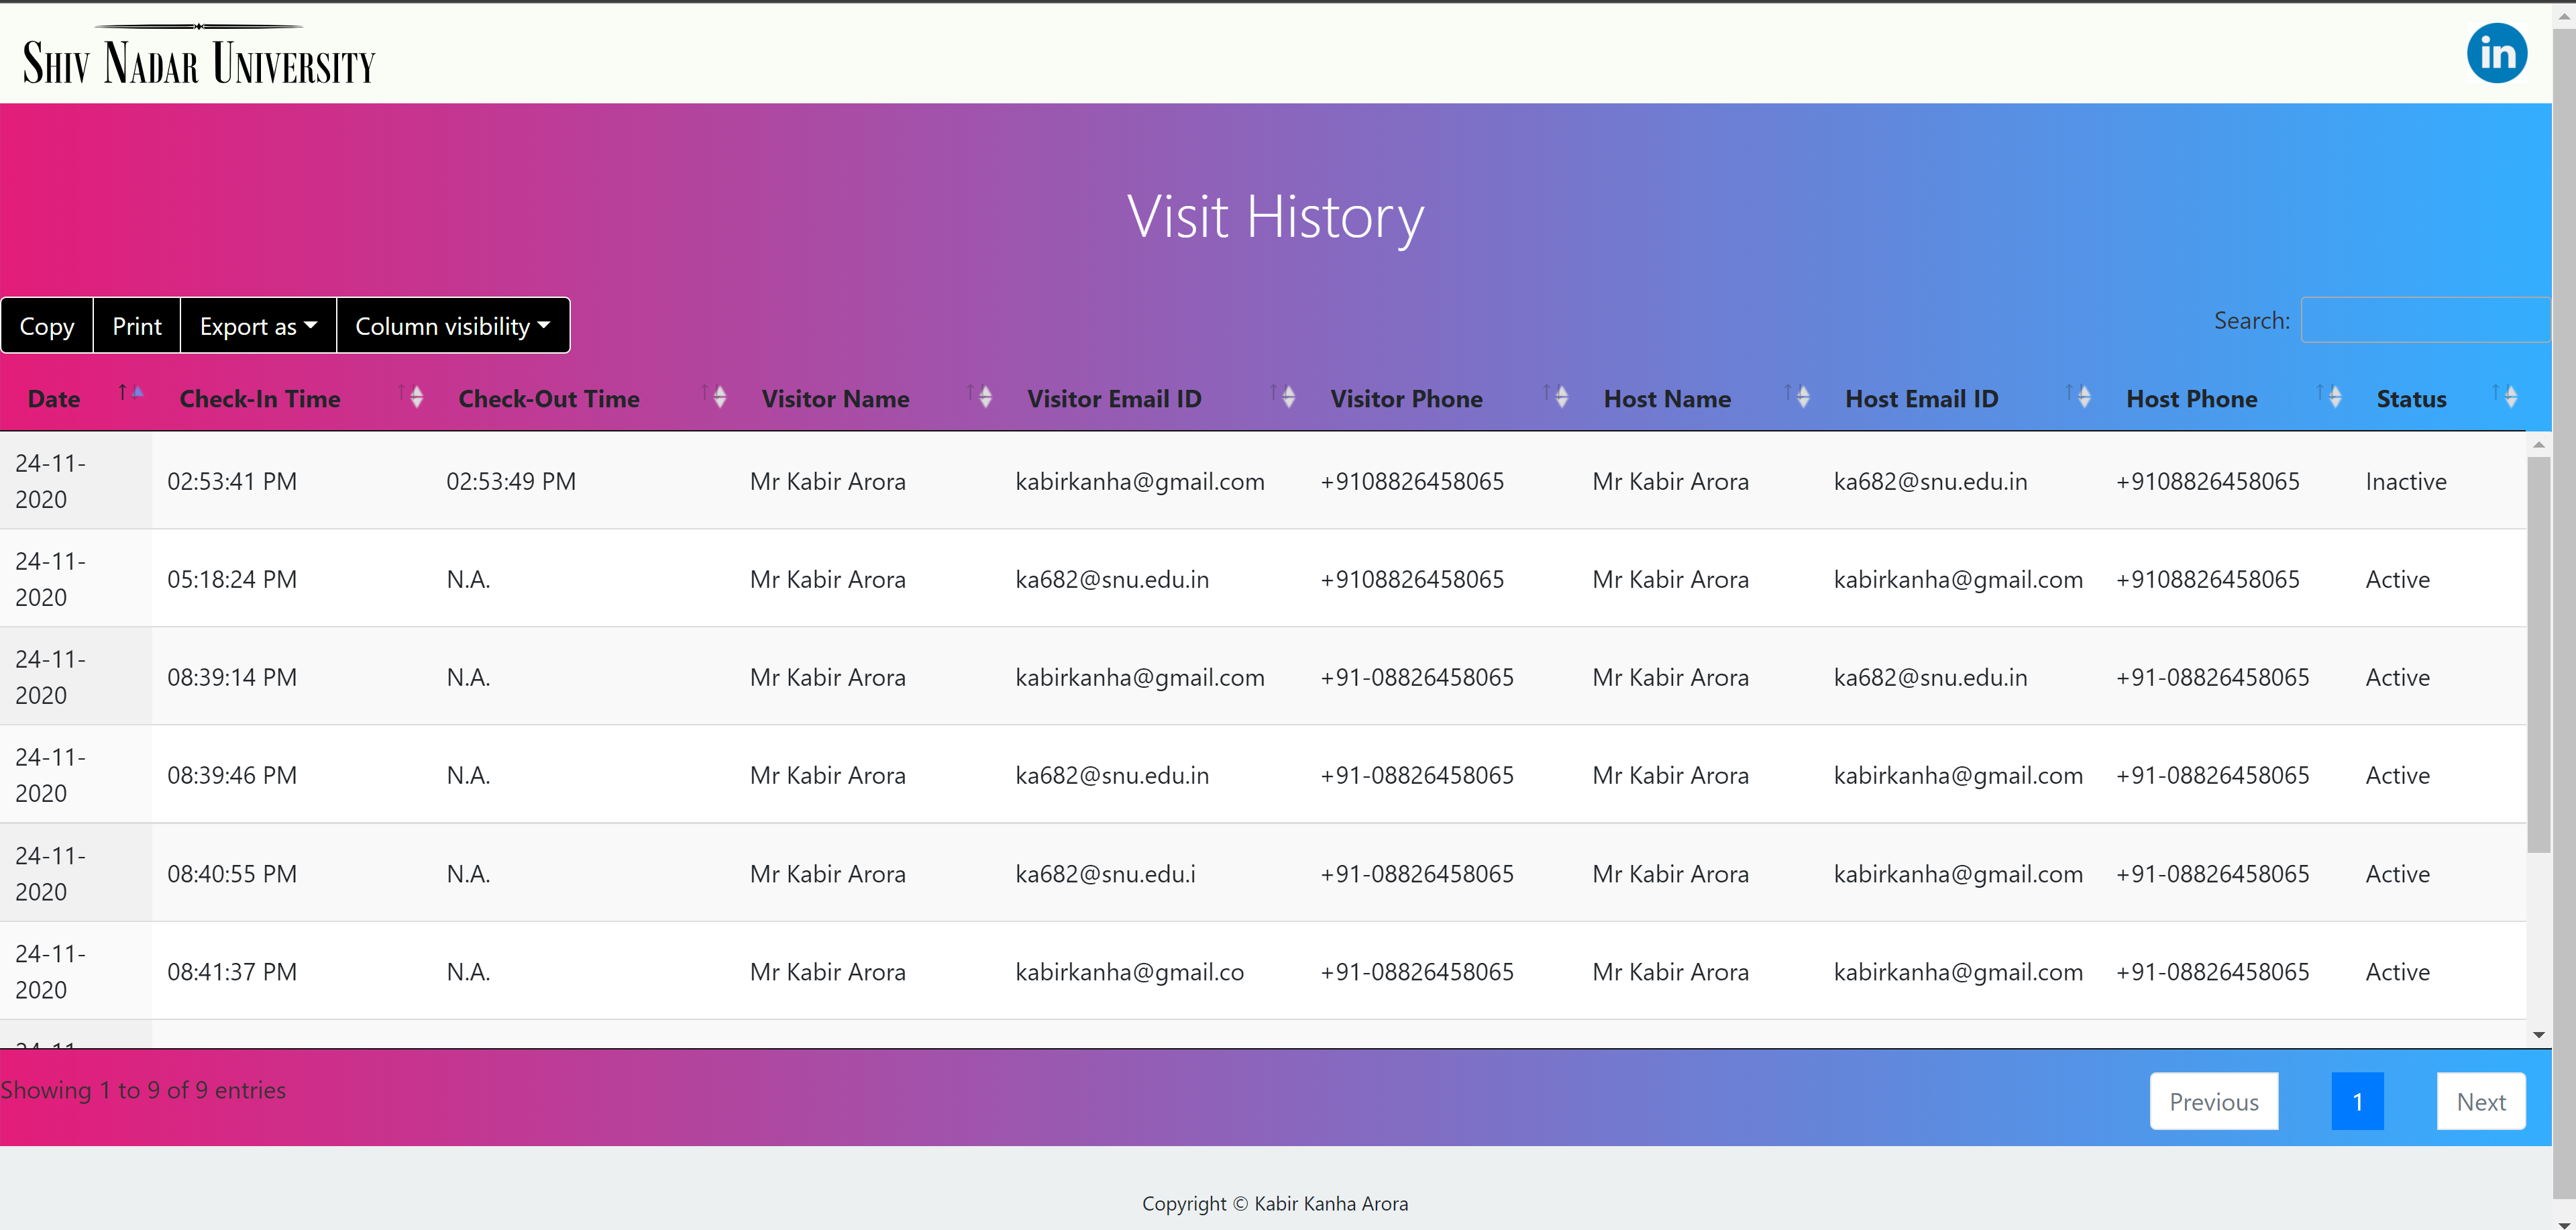 SHIV NADAR UNIVERSITY
in
Visit History
Copy Print Export as Column visibility
Search:
Date Check-In Time Check-Out Time Visitor Name Visitor Email ID Visitor Phone Host Name Host Email ID Host Phone Status
24-11-
2020 02:53:41 PM 02:53:49 PM Mr Kabir Arora kabirkanha@gmail.com +9108826458065 Mr Kabir Arora ka682@snu.edu.in +9108826458065 Inactive
24-11-
2020 05:18:24 PM N.A. Mr Kabir Arora ka682@snu.edu.in +9108826458065 Mr Kabir Arora kabirkanha@gmail.com +9108826458065 Active
24-11-
2020 08:39:14 PM N.A. Mr Kabir Arora kabirkanha@gmail.com +91-08826458065 Mr Kabir Arora ka682@snu.edu.in +91-08826458065 Active
24-11-
2020 08:39:46 PM N.A. Mr Kabir Arora ka682@snu.edu.in +91-08826458065 Mr Kabir Arora kabirkanha@gmail.com +91-08826458065 Active
24-11-
2020 08:40:55 PM N.A. Mr Kabir Arora ka682@snu.edu.i +91-08826458065 Mr Kabir Arora kabirkanha@gmail.com +91-08826458065 Active
24-11-
2020 08:41:37 PM N.A. Mr Kabir Arora kabirkanha@gmail.co +91-08826458065 Mr Kabir Arora kabirkanha@gmail.com +91-08826458065 Active
Showing 1 to 9 of 9 entries
Previous 1 Next
Copyright © Kabir Kanha Arora